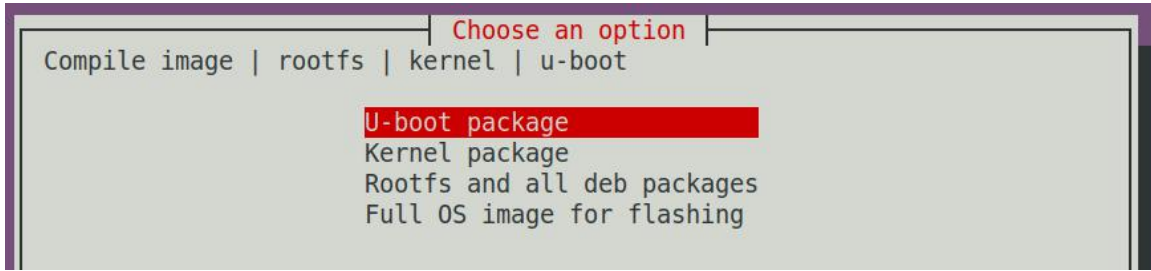 Choose an option
Compile image | rootfs | kernel | u-boot
U-boot package
Kernel package
Rootfs and all deb packages
Full OS image for flashing